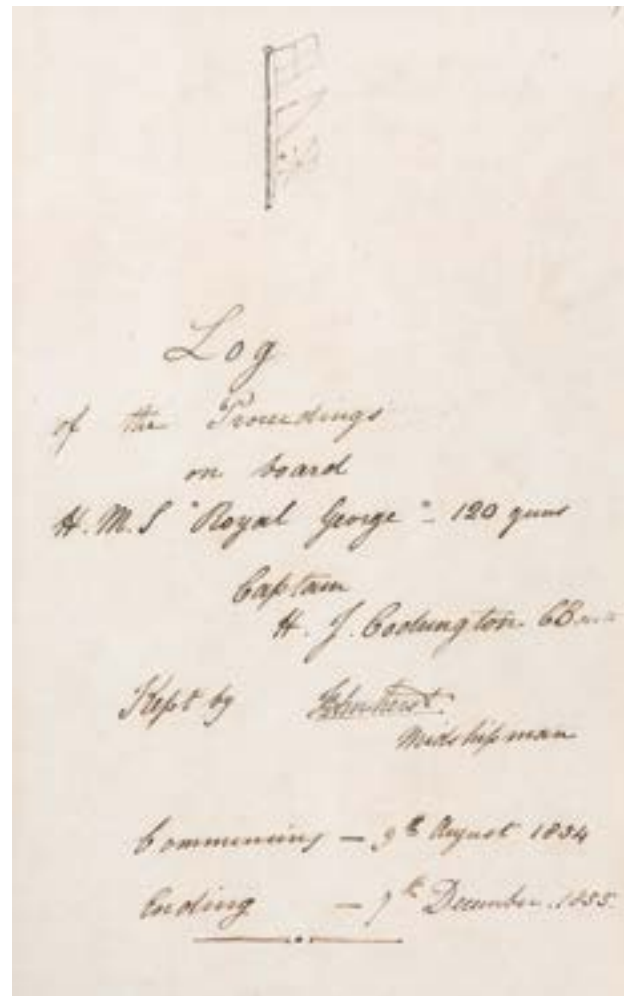 Log
of the Proceedings
on board
H.M.S "Royal George" - 120 guns
Captain
H. J. Codrington CB
Kept by
Midshipman
Commencing - 9th August 1854
Ending - 7th December. 1855.